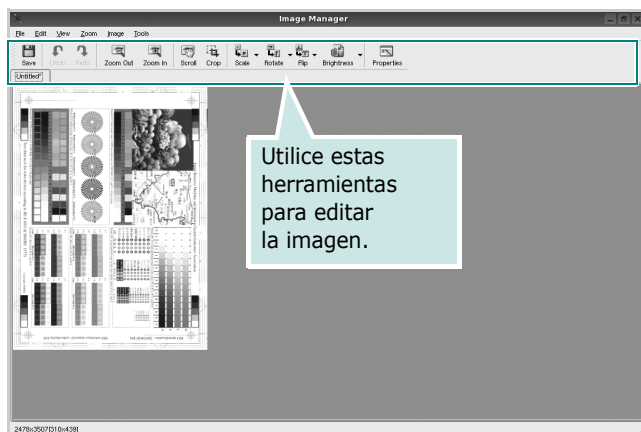 Image Manager
File Edit View Zoom Image Tools
Save Undo Redo Zoom Out Zoom In Scroll Crop Scale Rotate Flip Brightness Properties
Untitled*
Utilice estas
herramientas
para editar
la imagen.
2478x3507[310x439]